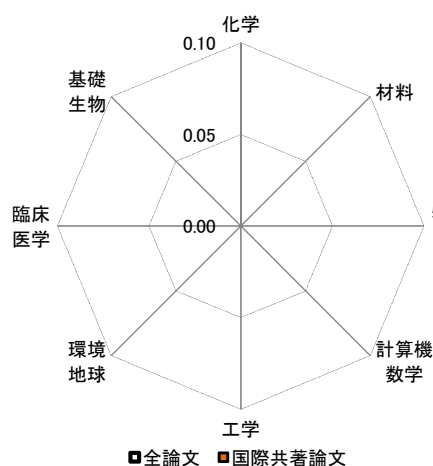 化学
0.10
基礎
生物
材料
0.05
臨床
医学
0.00
環境
地球
計算機
数学
工学
全論文 国際共著論文